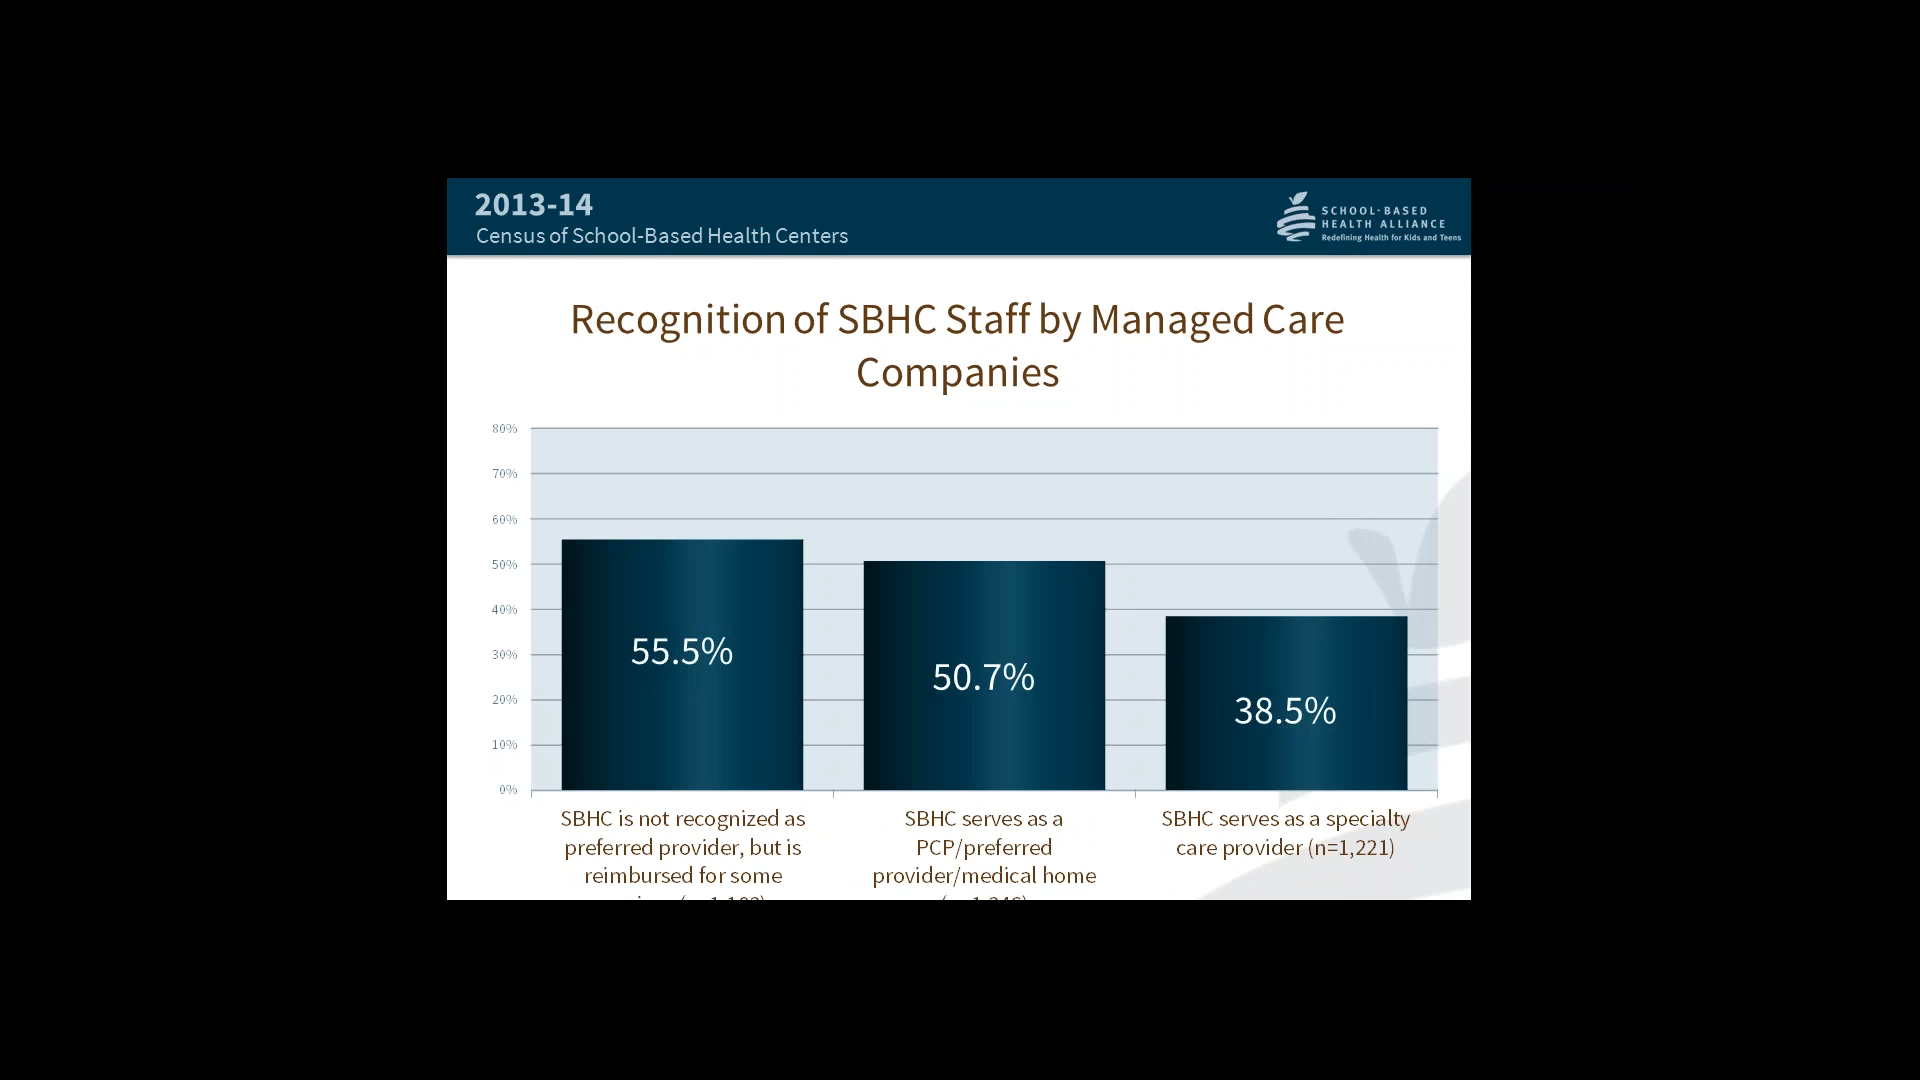 2013-14
Census of School-Based Health Centers
SCHOOL-BASED
HEALTH ALLIANCE
Redefining Health for Kids and Teens
Recognition of SBHC Staff by Managed Care
Companies
80%
70%
60%
50%
40%
30%
20%
10%
0%
55.5%
50.7%
38.5%
SBHC is not recognized as
preferred provider, but is
reimbursed for some
SBHC serves as a
PCP/preferred
provider/medical home
SBHC serves as a specialty
care provider (n=1,221)